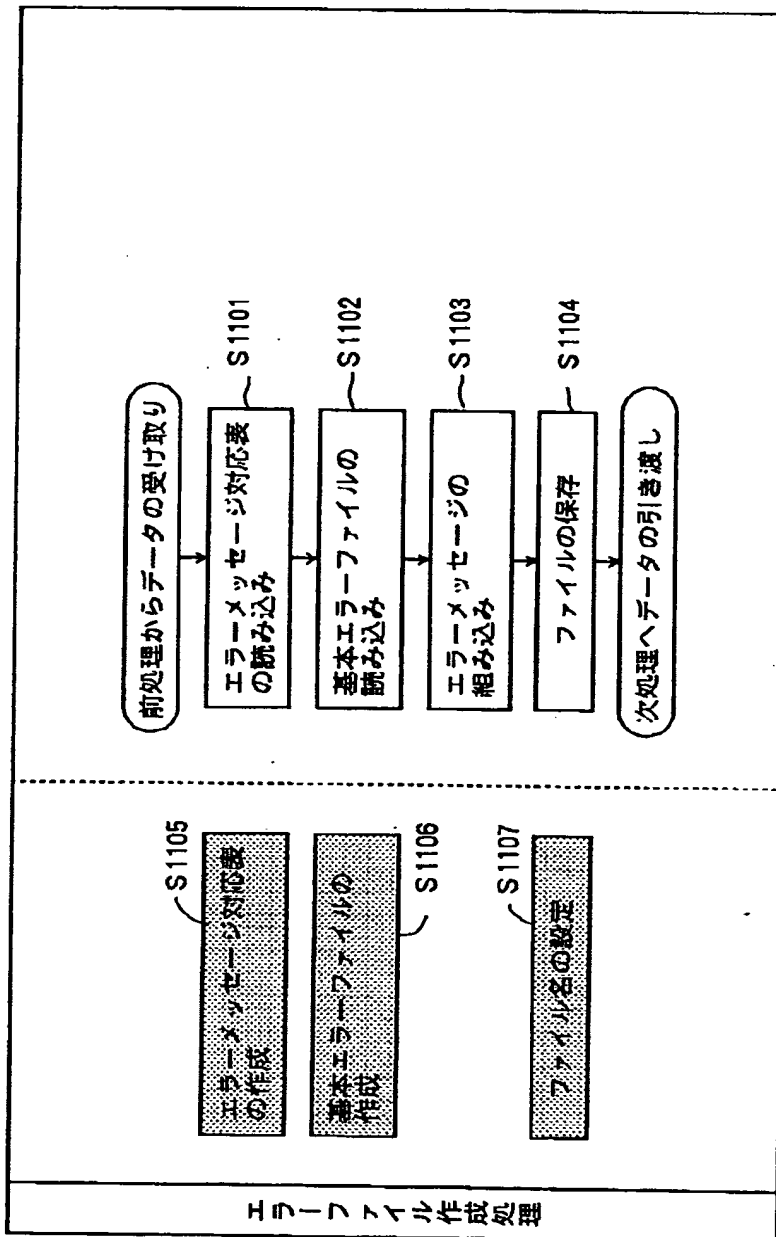 エラーファイル作成処理
エラーメッセージ対応表
の作成
S1105
基本エラーファイルの
作成
S1106
ファイル名の設定
S1107
前処理からデータの受け取り
エラーメッセージ対応表
の読み込み
S1101
基本エラーファイルの
読み込み
S1102
エラーメッセージの
組み込み
S1103
ファイルの保存
S1104
次処理へデータの引き渡し